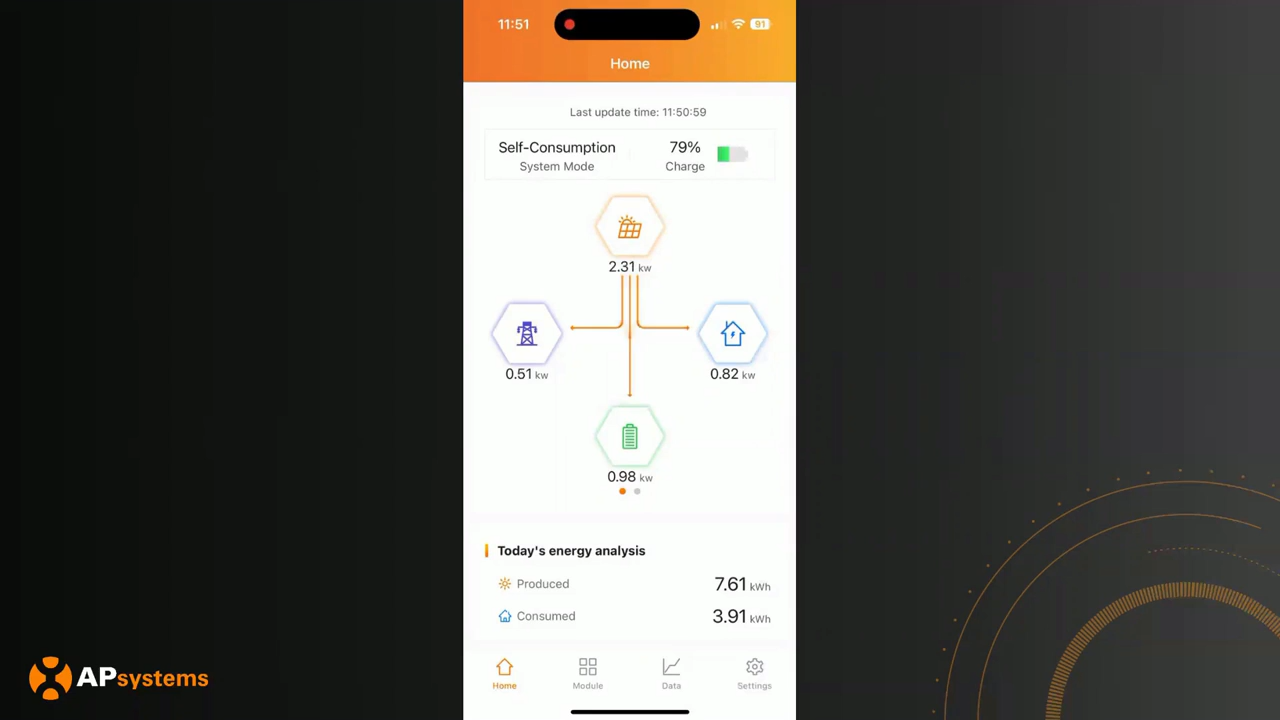 11:51
91
Home
Last update time: 11:50:59
Self-Consumption
System Mode
79%
Charge
2.31 kw
0.51 kw
0.82 kw
0.98 kw
Today's energy analysis
Produced 7.61 kWh
Consumed 3.91 kWh
Home Module Data Settings
APsystems